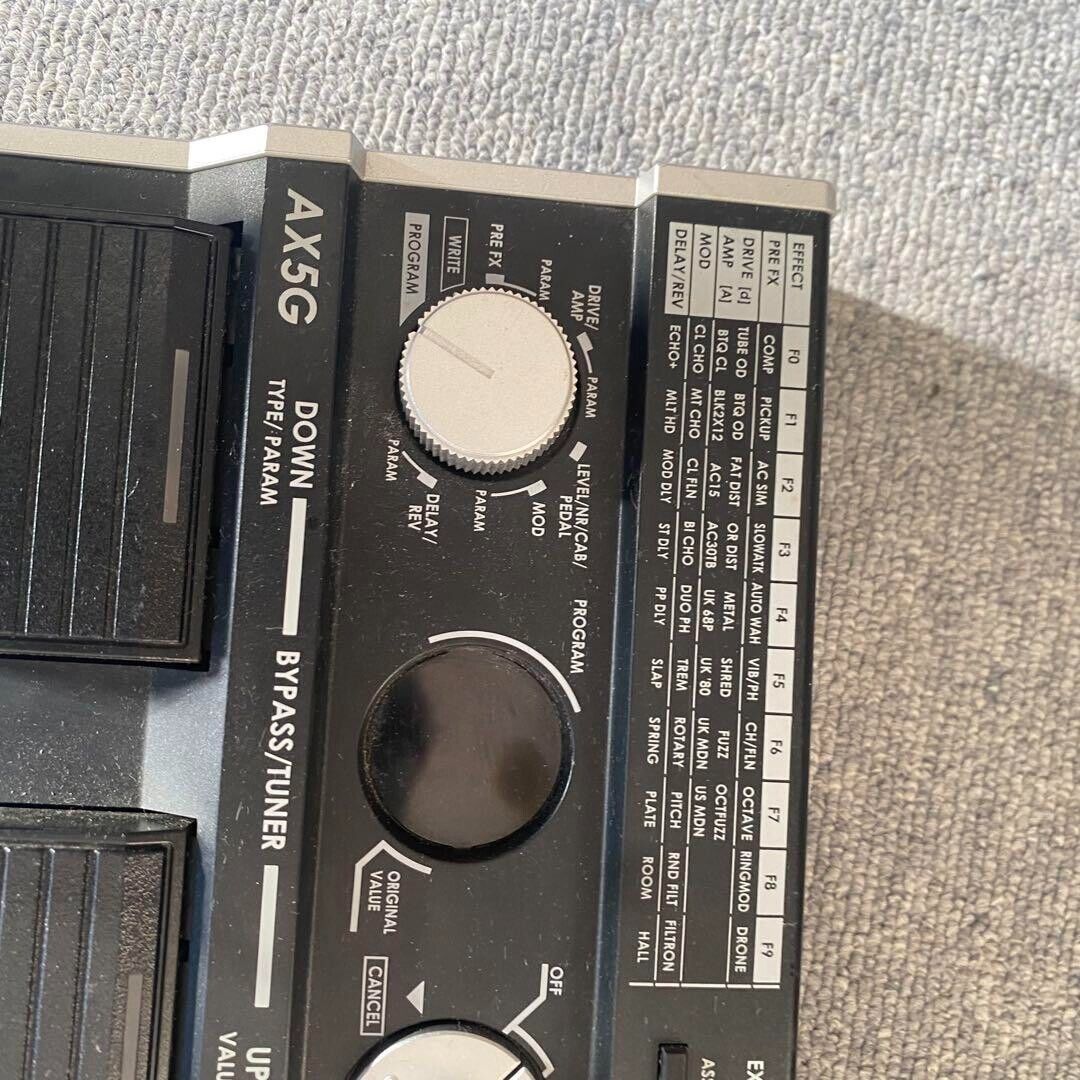 EFFECT F0 F1 F2 F3 F4 F5 F6 F7 F8 F9
PRE FX COMP PICKUP AC SIM SLOWATK AUTO WAH VIB/PH CH/FLN OCTAVE RINGMOD DRONE
DRIVE [d] TUBE OD BTQ OD FAT DIST OR DIST METAL SHRED FUZZ OCTFUZZ
AMP [A] BTQ CL BLK2X12 AC15 AC30TB UK 68P UK '80 UK MDN US MDN
MOD CL CHO MT CHO CL FLN BI CHO DUO PH TREM ROTARY PITCH RND FILT FILTRON
DELAY/REV ECHO+ MLT HD MOD DLY ST DLY PP DLY SLAP SPRING PLATE ROOM HALL
EX
ASS
DRIVE/
AMP
PARAM
LEVEL/NR/CAB/
PEDAL
PARAM
PRE FX
MOD
PARAM
DELAY/
REV
PARAM
WRITE
PROGRAM
PROGRAM
ORIGINAL
VALUE
OFF
CANCEL
AX5G
DOWN
TYPE/PARAM
BYPASS/TUNER
UP
VALU